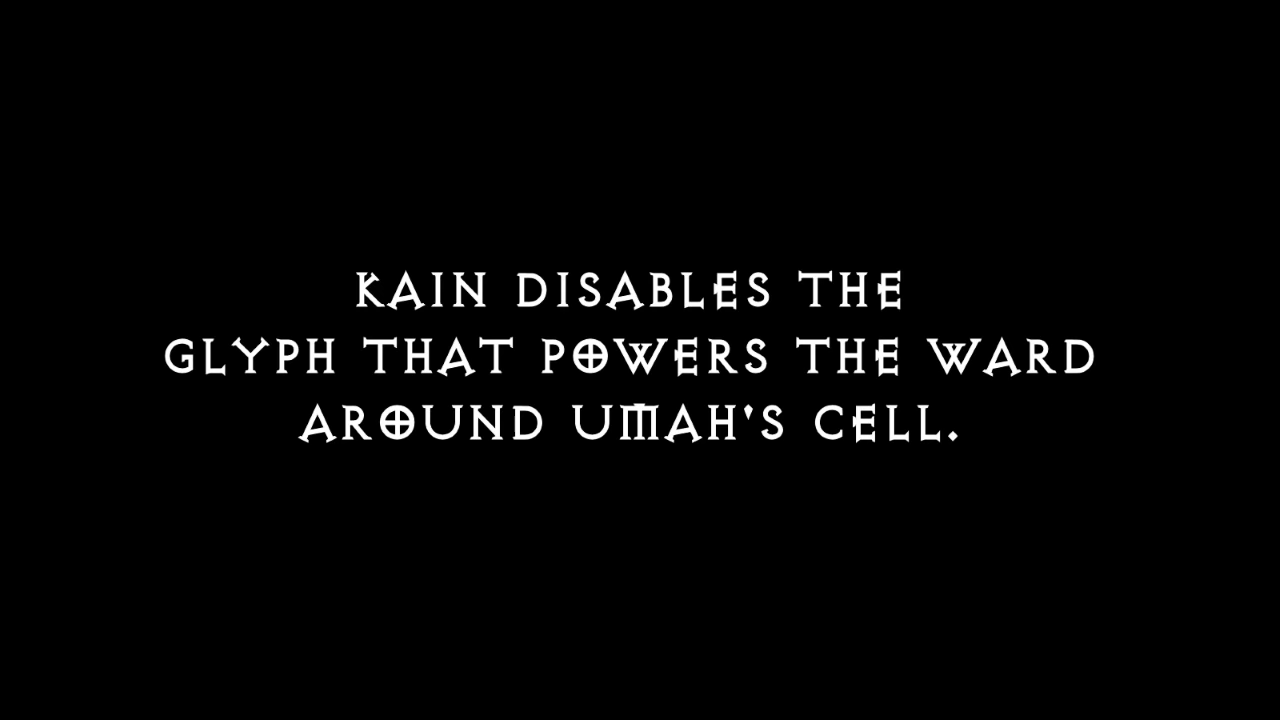 KAIN DISABLES THE
GLYPH THAT POWERS THE WARD
AROUND UMAH'S CELL.